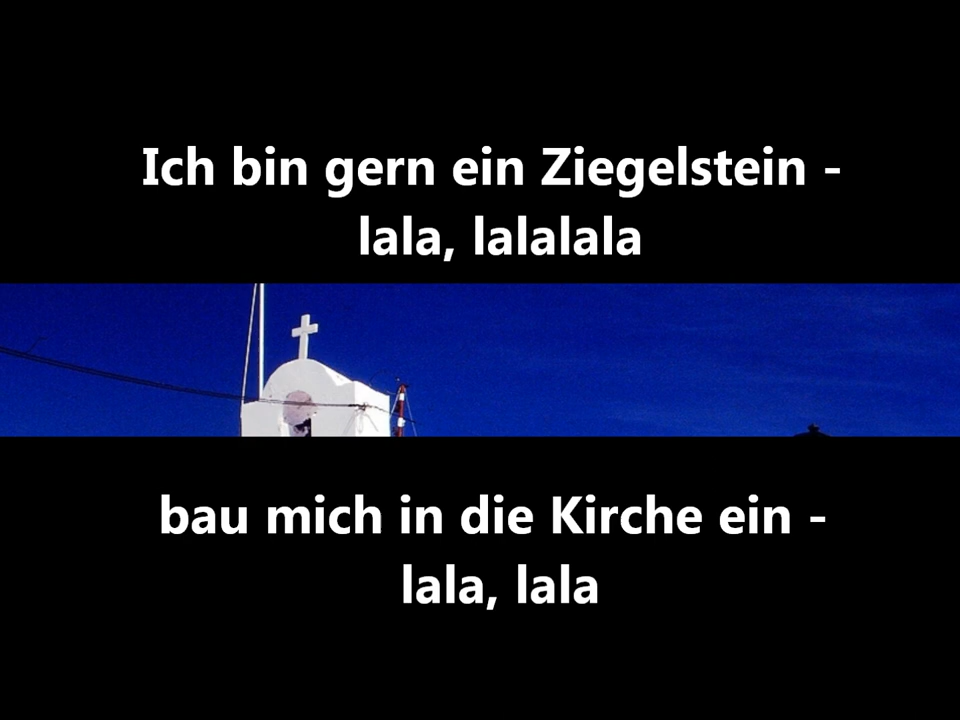 Ich bin gern ein Ziegelstein -
lala, lalalala
bau mich in die Kirche ein -
lala, lala